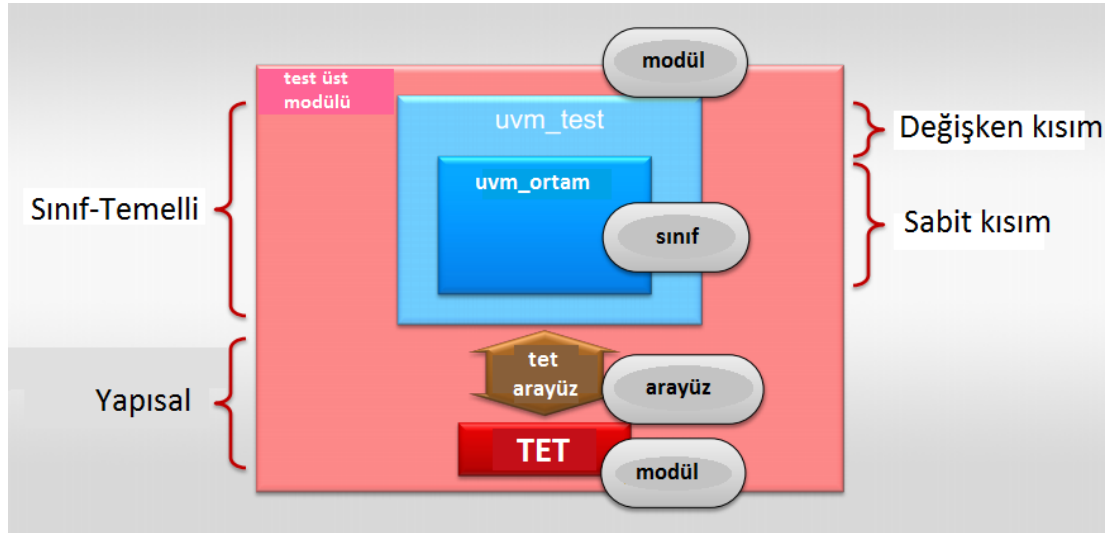 modül
test üst
modülü
uvm_test
Değişken kısım
uvm_ortam
Sınıf-Temelli
Sabit kısım
sınıf
tet
arayüz
arayüz
Yapısal
TET
modül